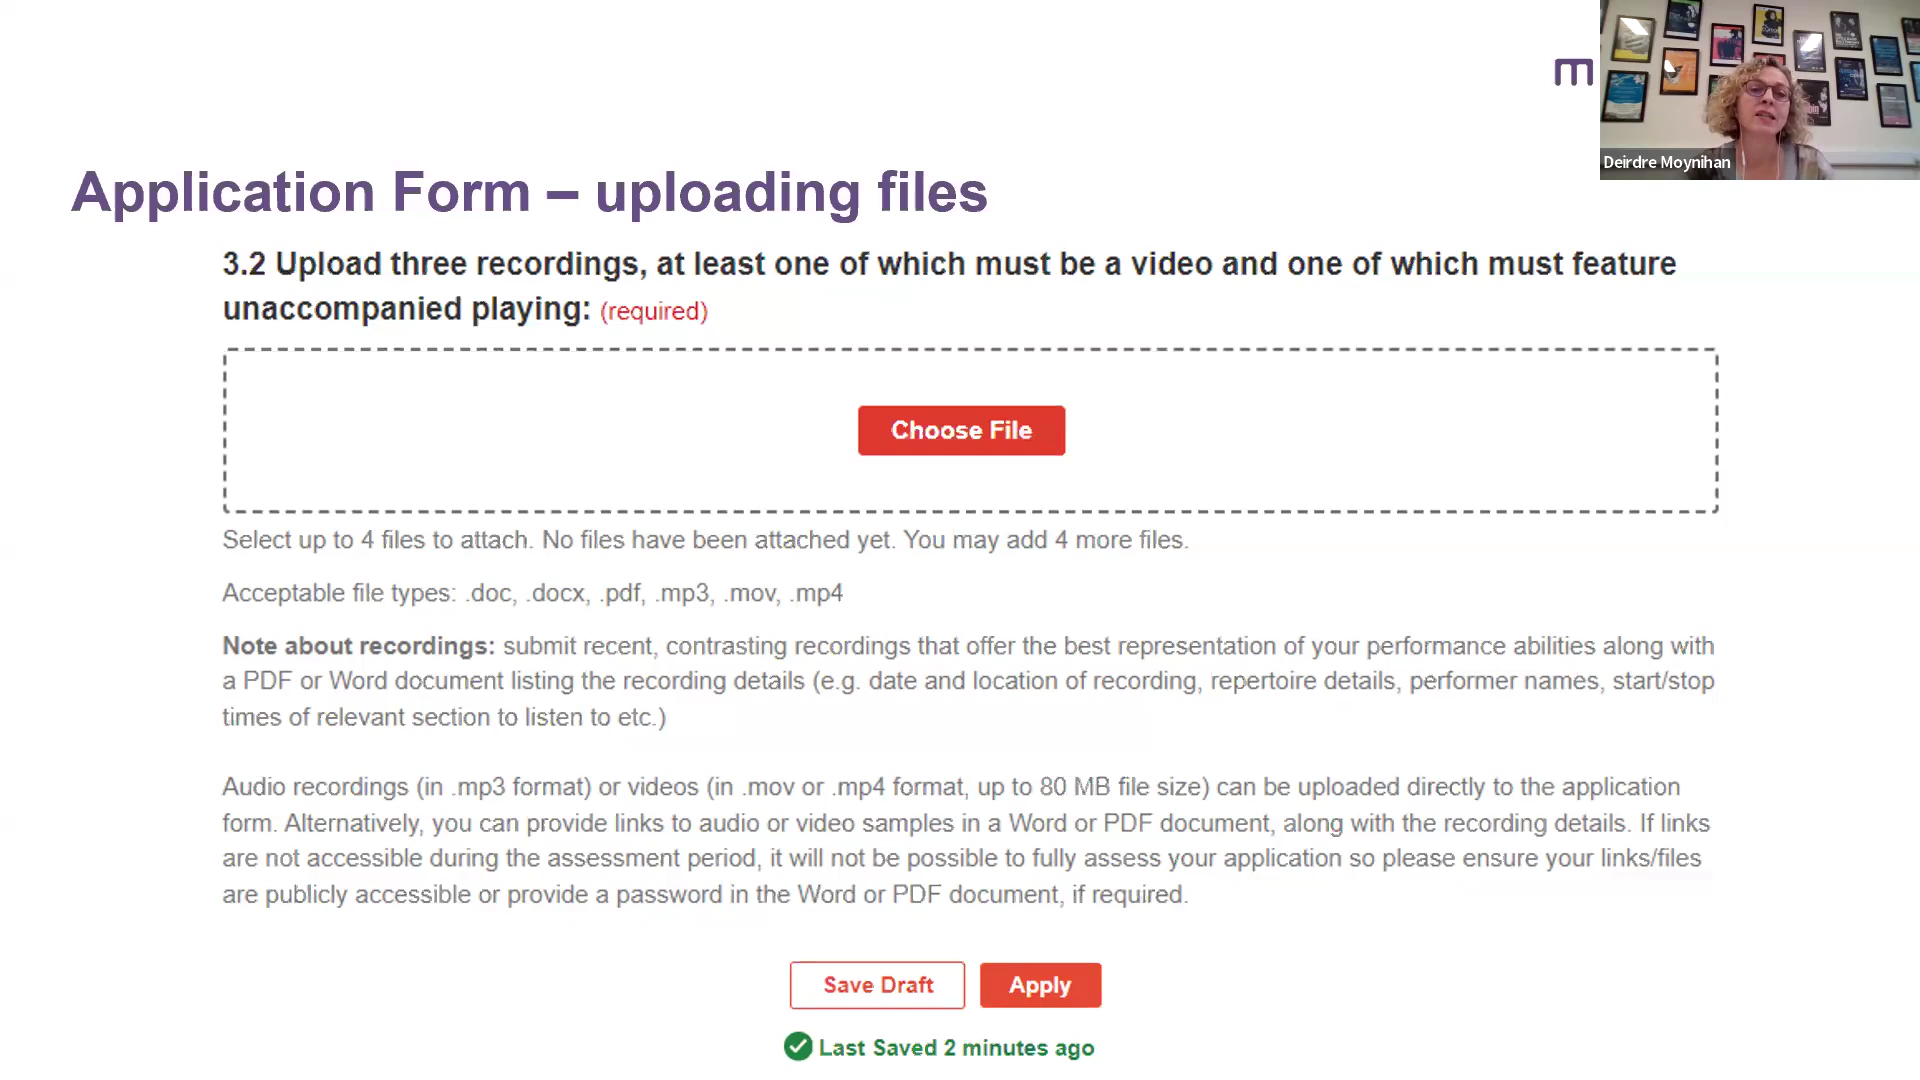 m
Deirdre Moynihan
Application Form – uploading files
3.2 Upload three recordings, at least one of which must be a video and one of which must feature
unaccompanied playing: (required)
Choose File
Select up to 4 files to attach. No files have been attached yet. You may add 4 more files.
Acceptable file types: .doc, .docx, .pdf, .mp3, .mov, .mp4
Note about recordings: submit recent, contrasting recordings that offer the best representation of your performance abilities along with
a PDF or Word document listing the recording details (e.g. date and location of recording, repertoire details, performer names, start/stop
times of relevant section to listen to etc.)
Audio recordings (in .mp3 format) or videos (in .mov or .mp4 format, up to 80 MB file size) can be uploaded directly to the application
form. Alternatively, you can provide links to audio or video samples in a Word or PDF document, along with the recording details. If links
are not accessible during the assessment period, it will not be possible to fully assess your application so please ensure your links/files
are publicly accessible or provide a password in the Word or PDF document, if required.
Save Draft
Apply
Last Saved 2 minutes ago